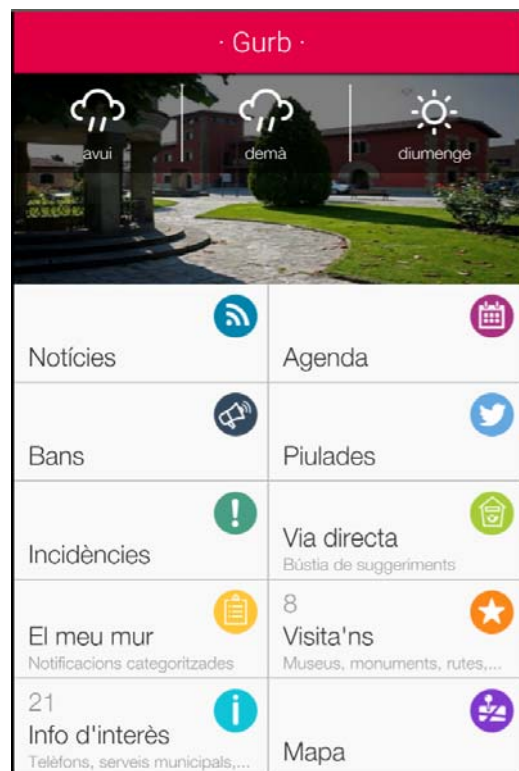 · Gurb ·
avui demà diumenge
Notícies Agenda
Bans Piulades
Incidències
Via directa
Bústia de suggeriments
El meu mur
Notificacions categoritzades
8
Visita'ns
Museus, monuments, rutes,...
21
Info d'interès
Telèfons, serveis municipals,...
Mapa